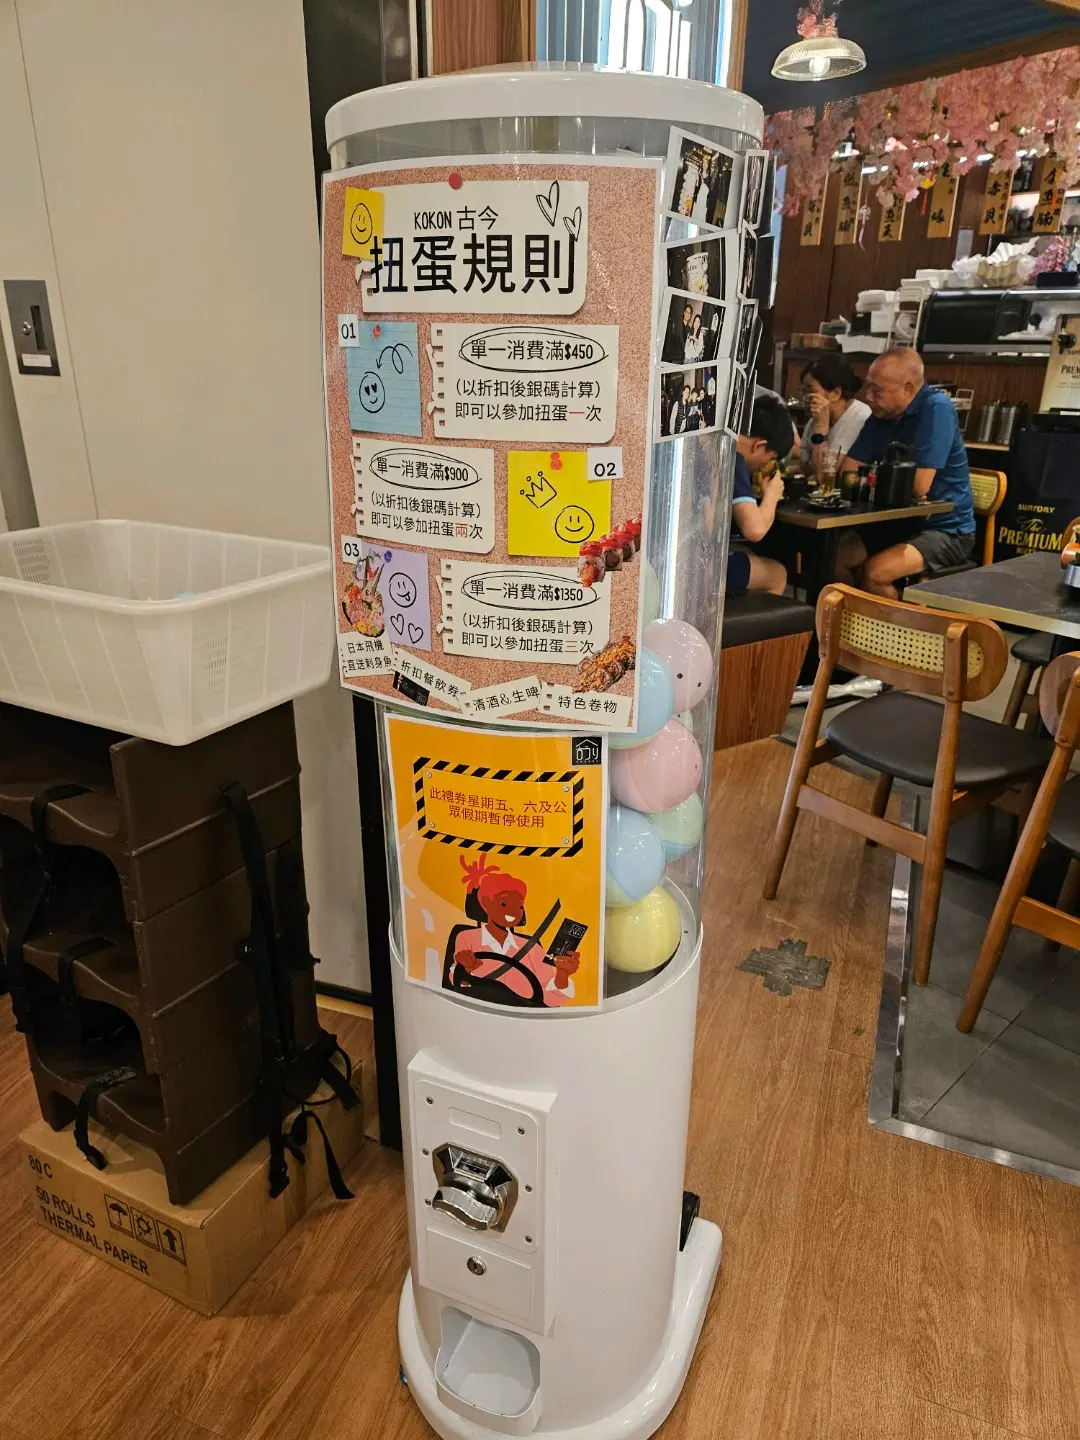 KOKON 古今
扭蛋規則
01
單一消費滿$450
(以折扣後銀碼計算)
即可以參加扭蛋一次
02
單一消費滿$900
(以折扣後銀碼計算)
即可以參加扭蛋兩次
03
單一消費滿$1350
(以折扣後銀碼計算)
即可以參加扭蛋三次
日本飛機
直送刺身魚
折扣餐飲券
清酒&生啤
特色卷物
此禮券星期五、六及公
眾假期暫停使用
80 C
50 ROLLS
THERMAL PAPER
SUNTORY
The
PREMIUM